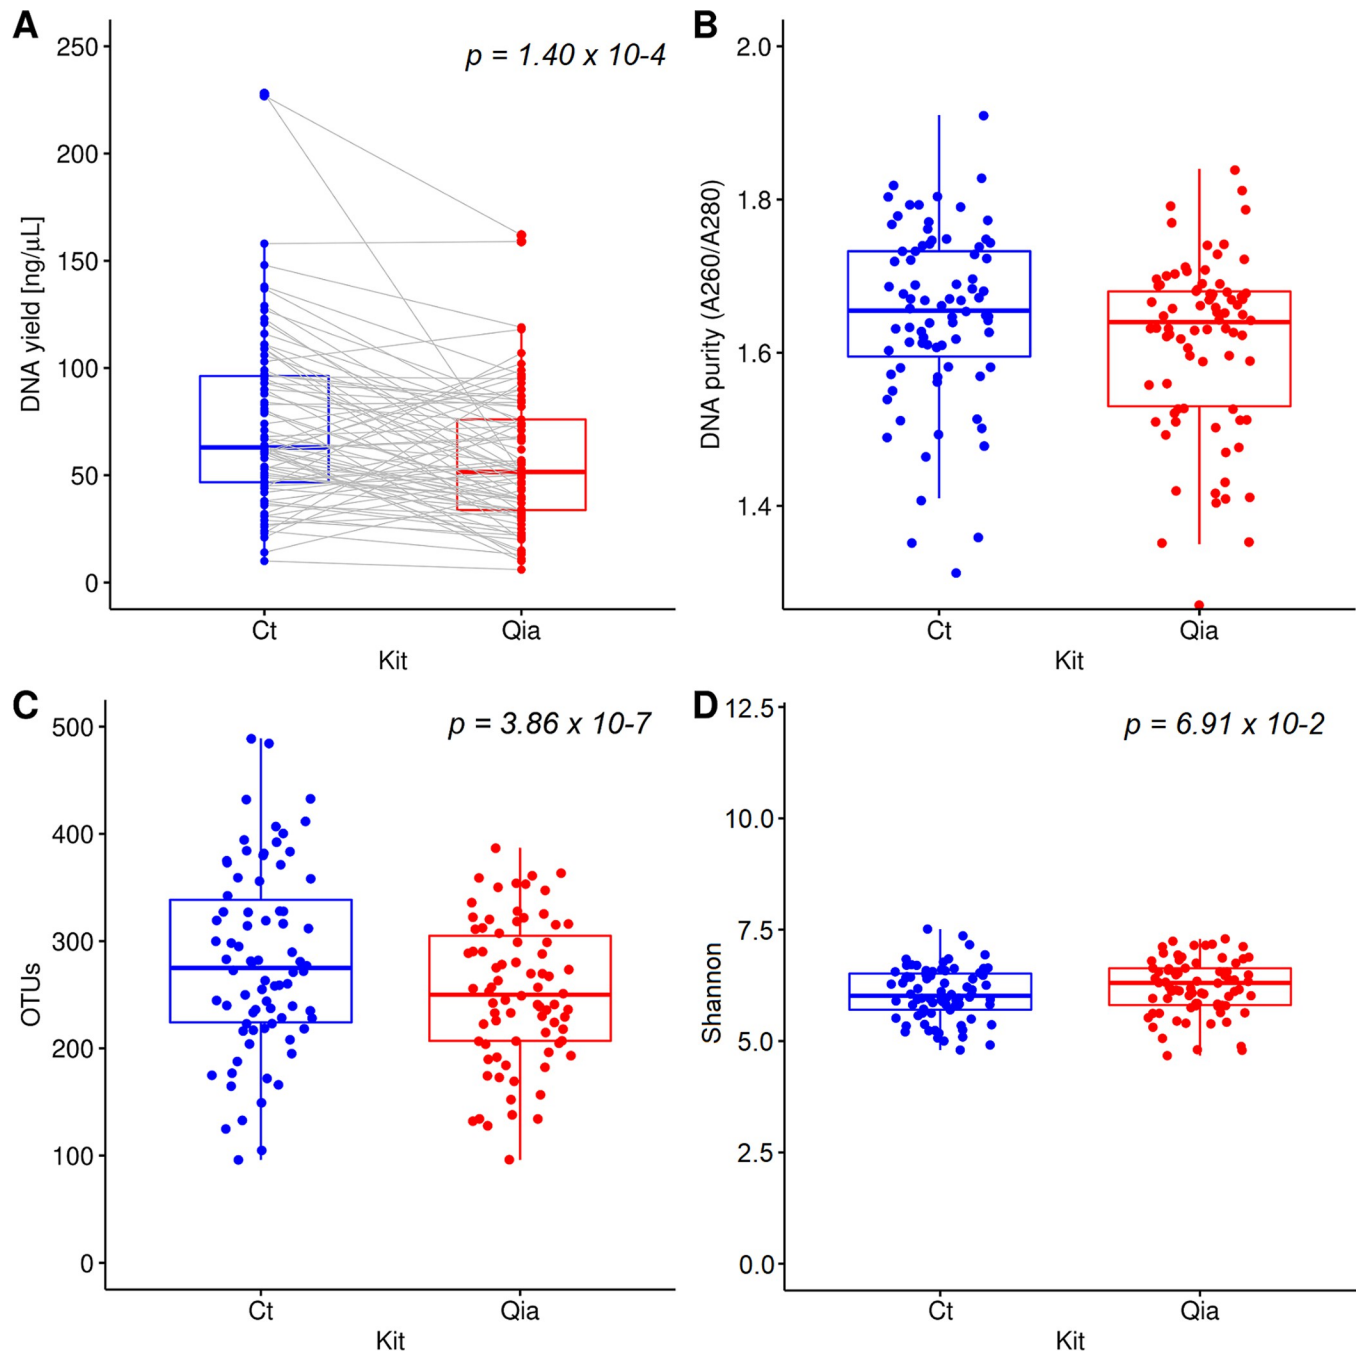 A
p = 1.40 x 10-4
250
200
150
100
50
0
DNA yield [ng/µL]
Ct
Qia
Kit
B
2.0
1.8
1.6
1.4
DNA purity (A260/A280)
Ct
Qia
Kit
C
p = 3.86 x 10-7
500
400
300
200
100
0
OTUs
Ct
Qia
Kit
D
p = 6.91 x 10-2
12.5
10.0
7.5
5.0
2.5
0.0
Shannon
Ct
Qia
Kit